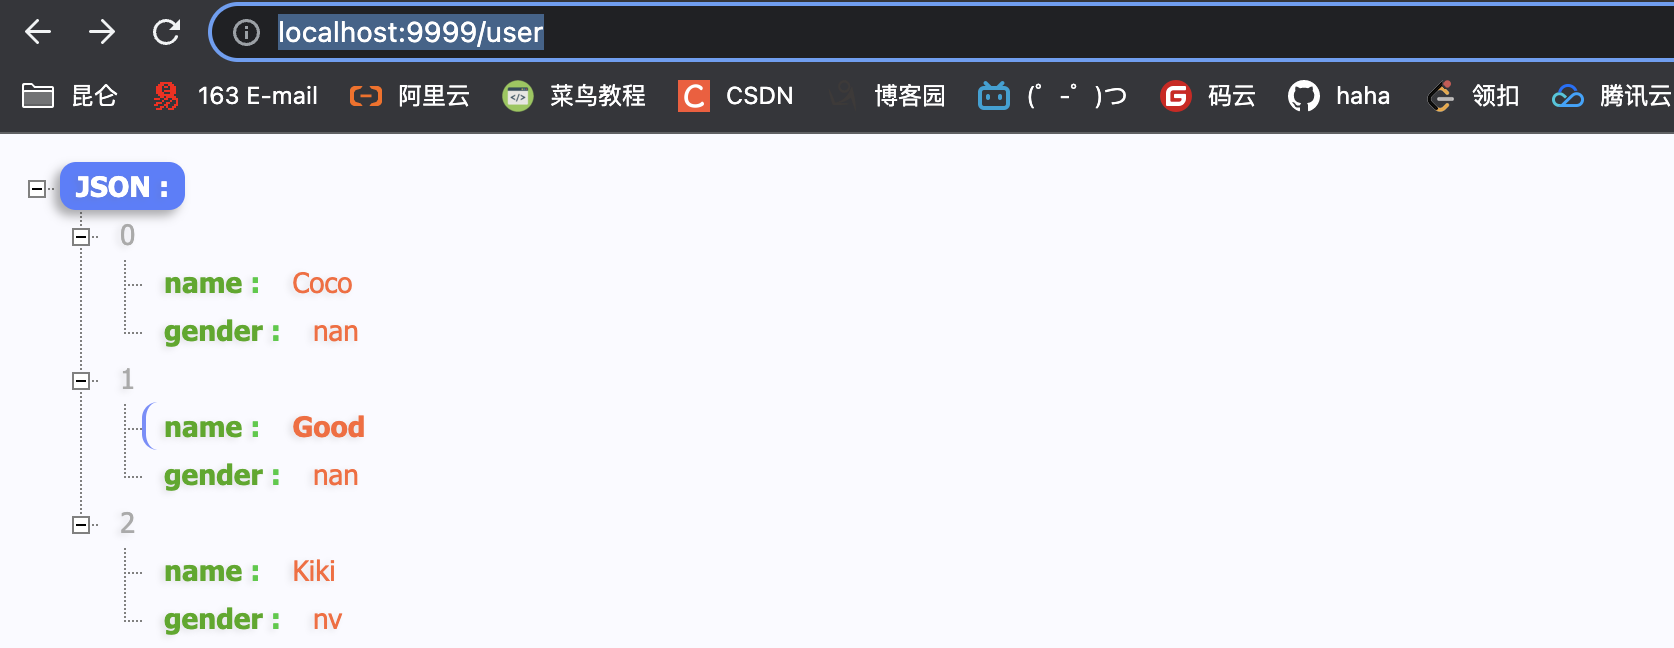 localhost:9999/user
昆仑 163 E-mail 阿里云 菜鸟教程 CSDN 博客园 (゜-゜)つ 码云 haha 领扣 腾讯云
JSON :
0
name : Coco
gender : nan
1
name : Good
gender : nan
2
name : Kiki
gender : nv